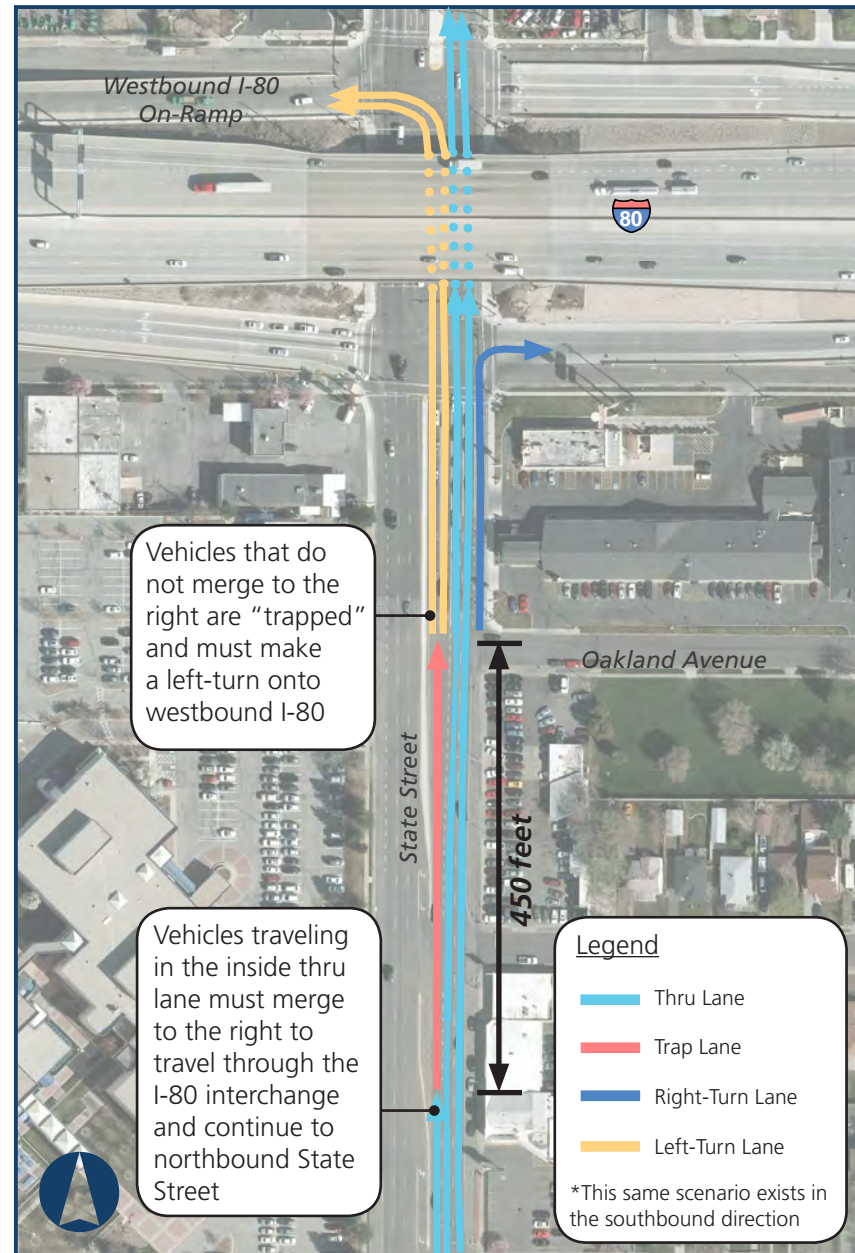 Westbound I-80
On-Ramp
80
Vehicles that do
not merge to the
right are “trapped”
and must make
a left-turn onto
westbound I-80
Oakland Avenue
State Street
450 feet
Vehicles traveling
in the inside thru
lane must merge
to the right to
travel through the
I-80 interchange
and continue to
northbound State
Street
Legend
Thru Lane
Trap Lane
Right-Turn Lane
Left-Turn Lane
*This same scenario exists in
the southbound direction